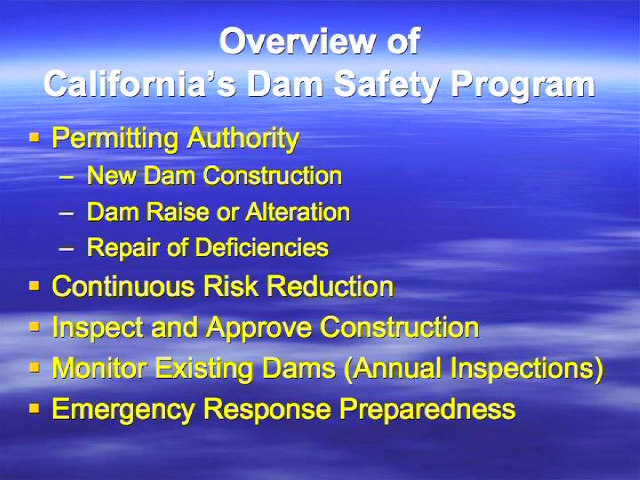 Overview of
California's Dam Safety Program
▪ Permitting Authority
– New Dam Construction
– Dam Raise or Alteration
– Repair of Deficiencies
▪ Continuous Risk Reduction
▪ Inspect and Approve Construction
▪ Monitor Existing Dams (Annual Inspections)
▪ Emergency Response Preparedness